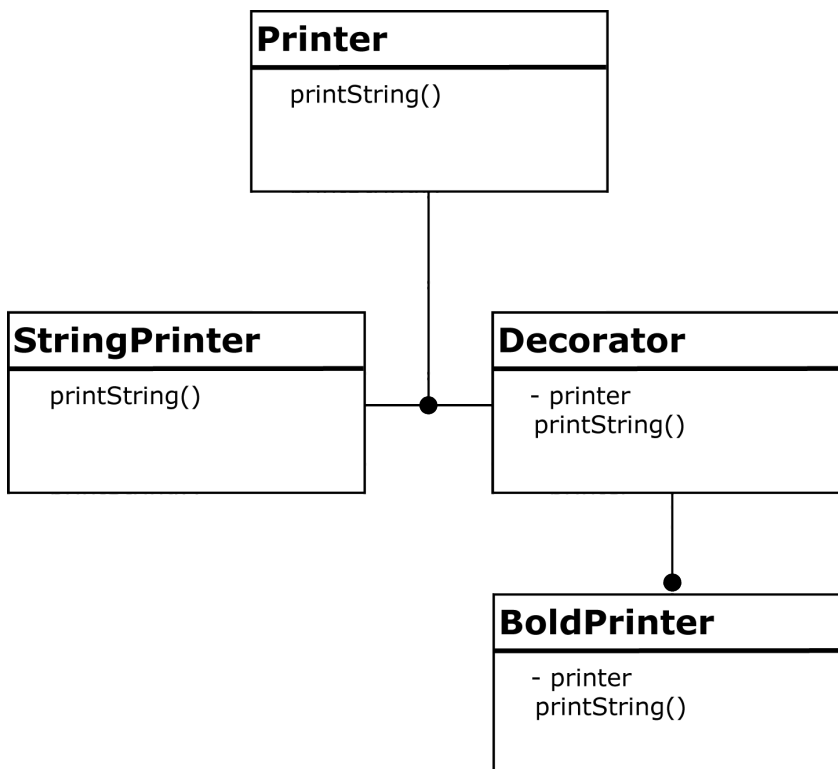 Printer
printString()
StringPrinter
printString()
Decorator
- printer
printString()
BoldPrinter
- printer
printString()